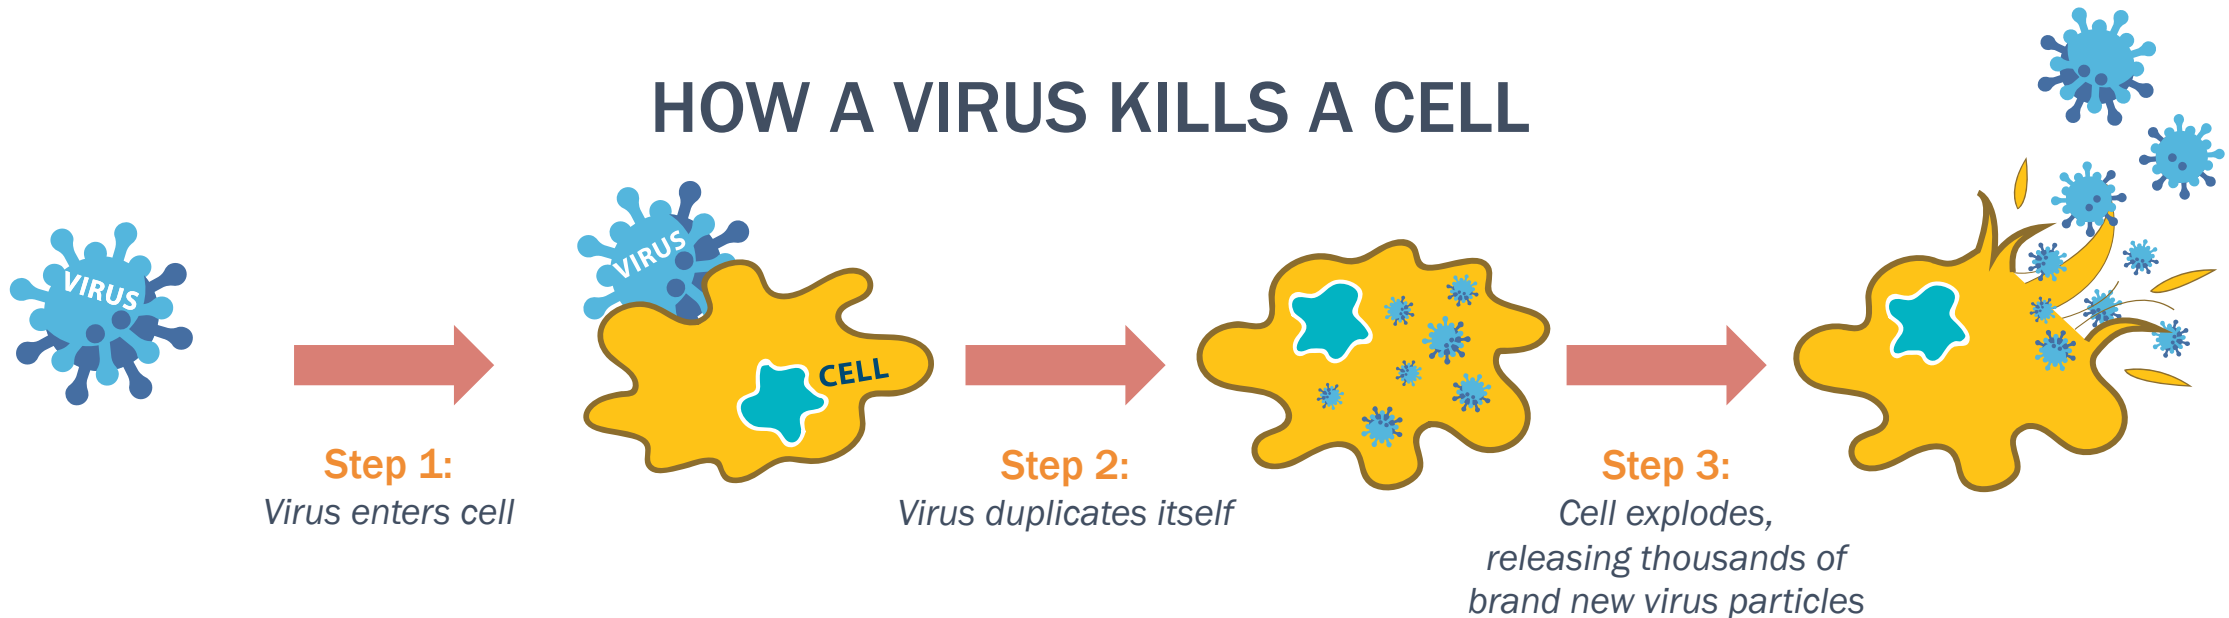 HOW A VIRUS KILLS A CELL
VIRUS
VIRUS
CELL
Step 1:
Virus enters cell
Step 2:
Virus duplicates itself
Step 3:
Cell explodes,
releasing thousands of
brand new virus particles